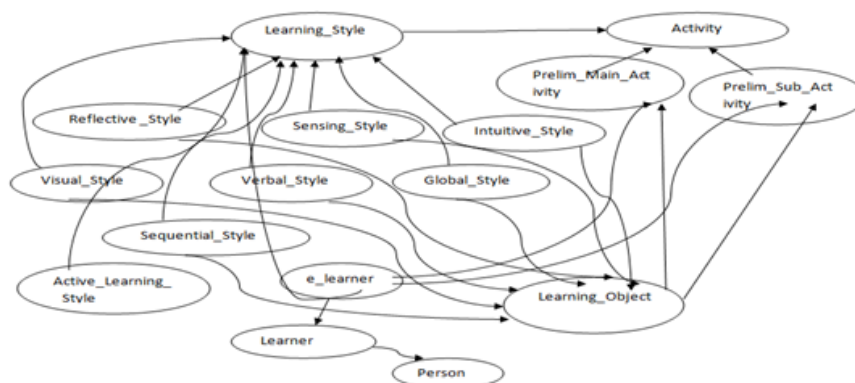 Learning_Style
Activity
Prelim_Main_Act
ivity
Prelim_Sub_Act
ivity
Reflective _Style
Sensing_Style
Intuitive_Style
Visual_Style
Verbal_Style
Global_Style
Sequential_Style
Active_Learning_
Style
e_learner
Learning_Object
Learner
Person